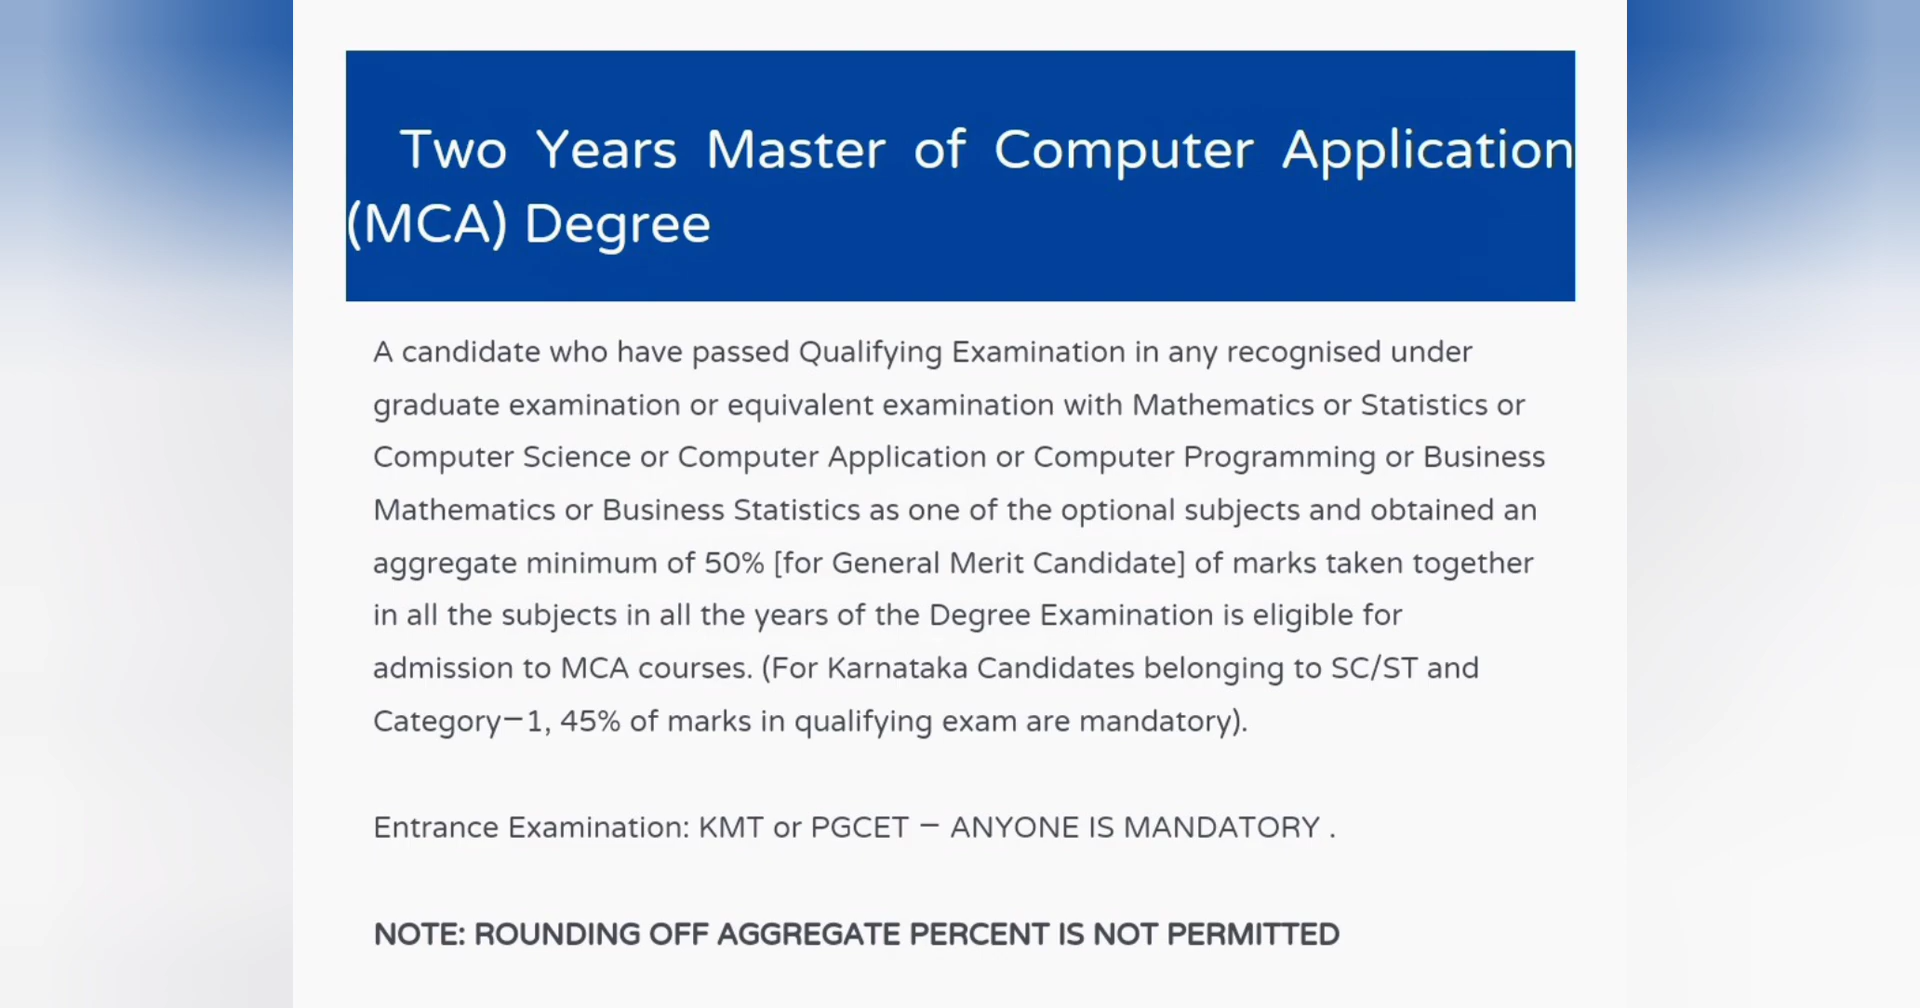 Two Years Master of Computer Application
(MCA) Degree
A candidate who have passed Qualifying Examination in any recognised under
graduate examination or equivalent examination with Mathematics or Statistics or
Computer Science or Computer Application or Computer Programming or Business
Mathematics or Business Statistics as one of the optional subjects and obtained an
aggregate minimum of 50% [for General Merit Candidate] of marks taken together
in all the subjects in all the years of the Degree Examination is eligible for
admission to MCA courses. (For Karnataka Candidates belonging to SC/ST and
Category–1, 45% of marks in qualifying exam are mandatory).
Entrance Examination: KMT or PGCET – ANYONE IS MANDATORY .
NOTE: ROUNDING OFF AGGREGATE PERCENT IS NOT PERMITTED